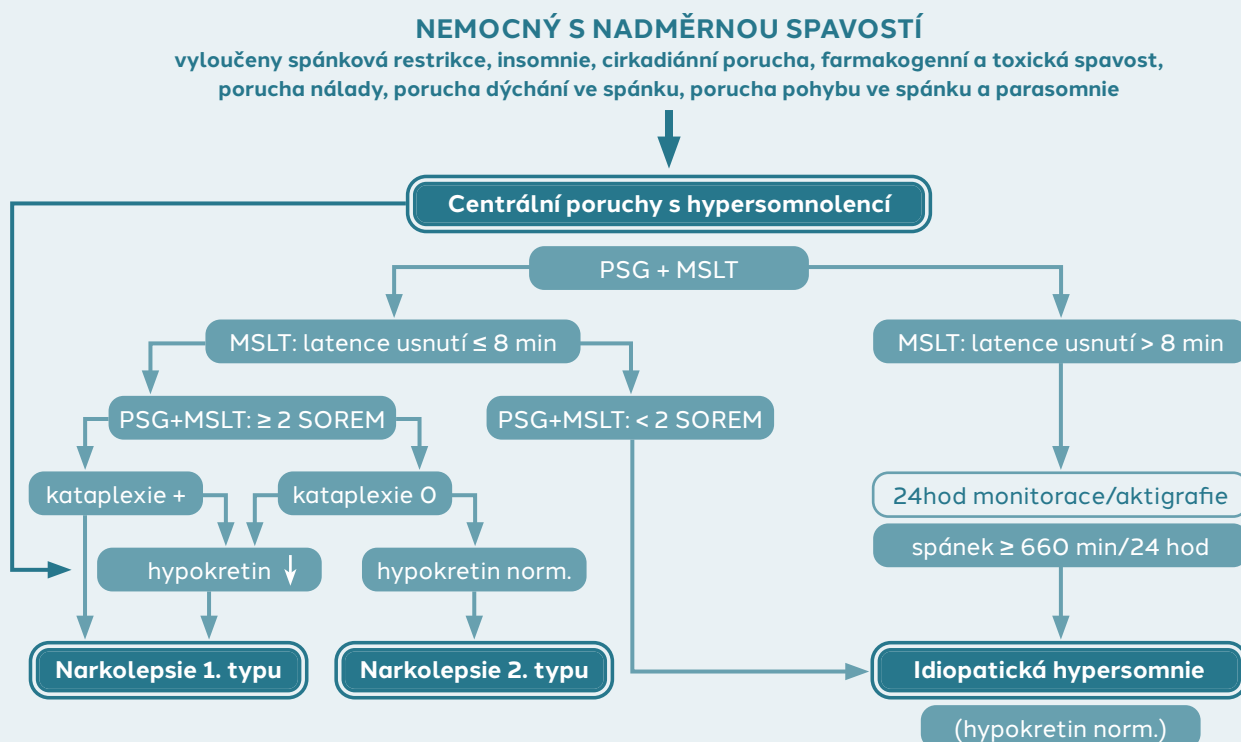 NEMOCNÝ S NADMĚRNOU SPAVOSTÍ
vyloučeny spánková restrikce, insomnie, cirkadiánní porucha, farmakogenní a toxická spavost,
porucha nálady, porucha dýchání ve spánku, porucha pohybu ve spánku a parasomnie
Centrální poruchy s hypersomnolencí
PSG + MSLT
MSLT: latence usnutí ≤ 8 min
MSLT: latence usnutí > 8 min
PSG+MSLT: ≥ 2 SOREM
PSG+MSLT: < 2 SOREM
kataplexie +
kataplexie 0
24hod monitorace/aktigrafie
spánek ≥ 660 min/24 hod
hypokretin ↓
hypokretin norm.
Narkolepsie 1. typu
Narkolepsie 2. typu
Idiopatická hypersomnie
(hypokretin norm.)